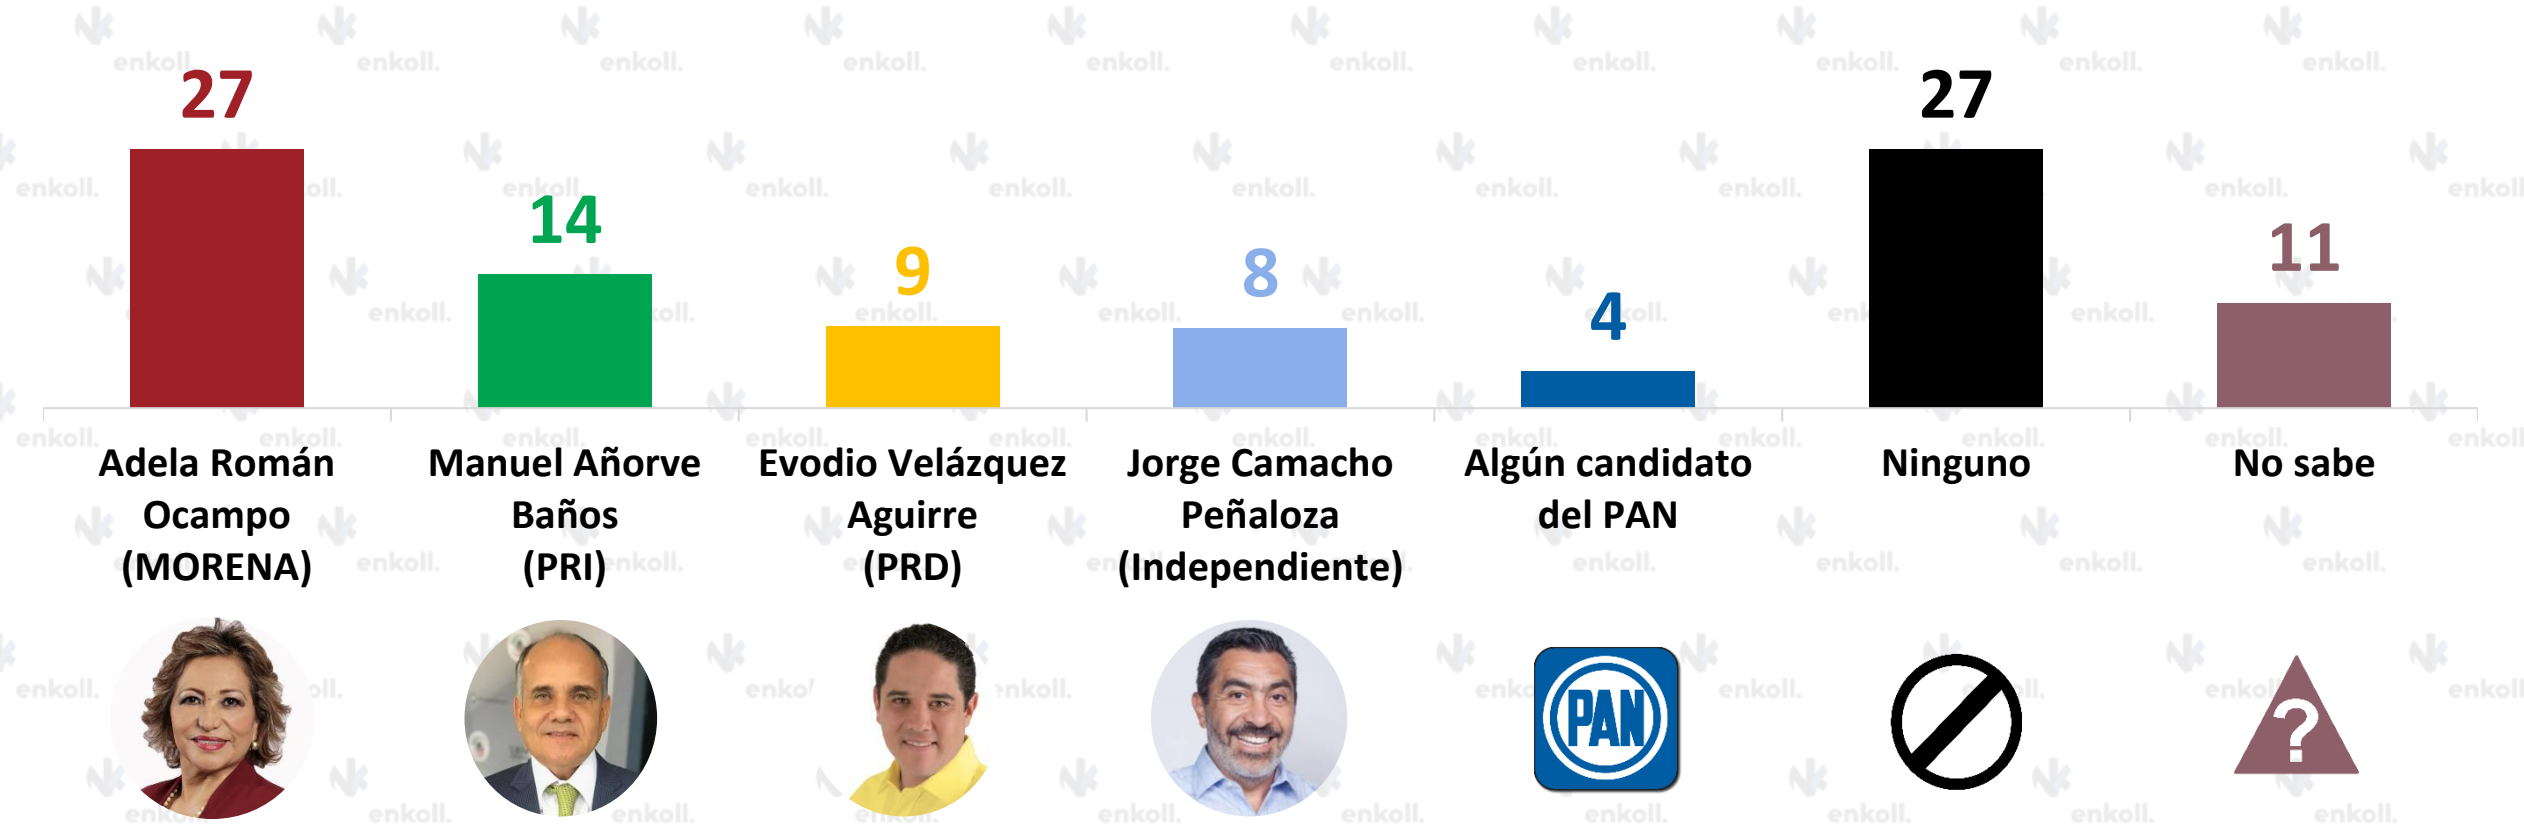 27
14
9
8
4
27
11
Adela Román
Ocampo
(MORENA)
Manuel Añorve
Baños
(PRI)
Evodio Velázquez
Aguirre
(PRD)
Jorge Camacho
Peñaloza
(Independiente)
Algún candidato
del PAN
Ninguno
No sabe
PAN
?
enkoll.